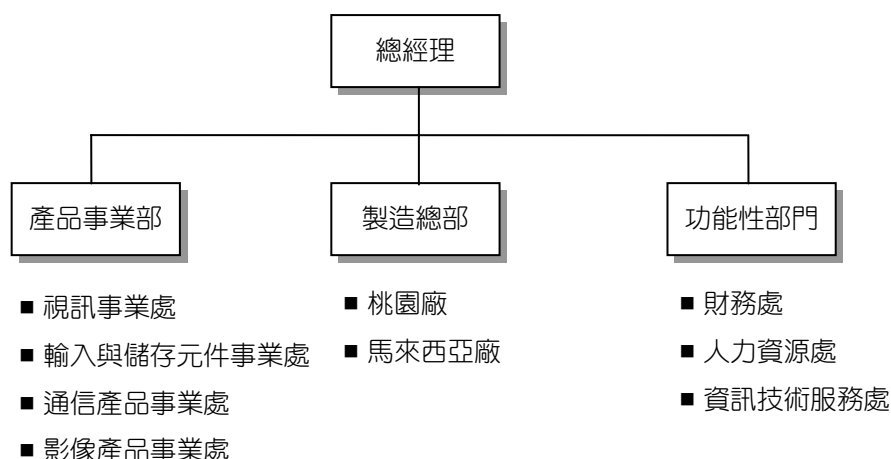 總經理
產品事業部
製造總部
功能性部門
■ 視訊事業處
■ 輸入與儲存元件事業處
■ 通信產品事業處
■ 影像產品事業處
■ 桃園廠
■ 馬來西亞廠
■ 財務處
■ 人力資源處
■ 資訊技術服務處